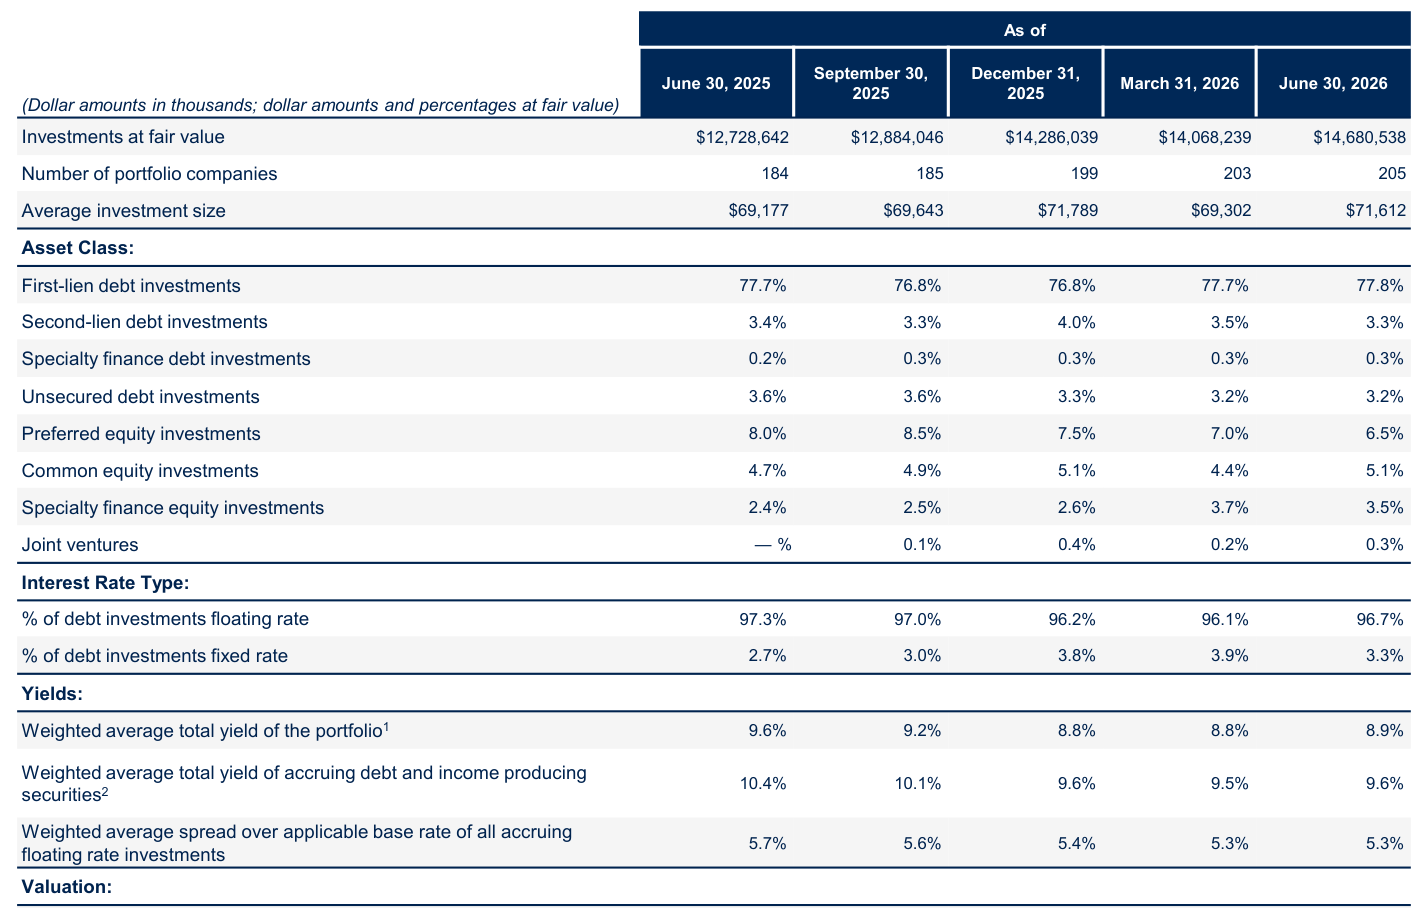 As of
(Dollar amounts in thousands; dollar amounts and percentages at fair value) June 30, 2025 September 30, 2025 December 31, 2025 March 31, 2026 June 30, 2026
Investments at fair value $12,728,642 $12,884,046 $14,286,039 $14,068,239 $14,680,538
Number of portfolio companies 184 185 199 203 205
Average investment size $69,177 $69,643 $71,789 $69,302 $71,612
Asset Class:
First-lien debt investments 77.7% 76.8% 76.8% 77.7% 77.8%
Second-lien debt investments 3.4% 3.3% 4.0% 3.5% 3.3%
Specialty finance debt investments 0.2% 0.3% 0.3% 0.3% 0.3%
Unsecured debt investments 3.6% 3.6% 3.3% 3.2% 3.2%
Preferred equity investments 8.0% 8.5% 7.5% 7.0% 6.5%
Common equity investments 4.7% 4.9% 5.1% 4.4% 5.1%
Specialty finance equity investments 2.4% 2.5% 2.6% 3.7% 3.5%
Joint ventures — % 0.1% 0.4% 0.2% 0.3%
Interest Rate Type:
% of debt investments floating rate 97.3% 97.0% 96.2% 96.1% 96.7%
% of debt investments fixed rate 2.7% 3.0% 3.8% 3.9% 3.3%
Yields:
Weighted average total yield of the portfolio¹ 9.6% 9.2% 8.8% 8.8% 8.9%
Weighted average total yield of accruing debt and income producing
securities² 10.4% 10.1% 9.6% 9.5% 9.6%
Weighted average spread over applicable base rate of all accruing
floating rate investments 5.7% 5.6% 5.4% 5.3% 5.3%
Valuation: